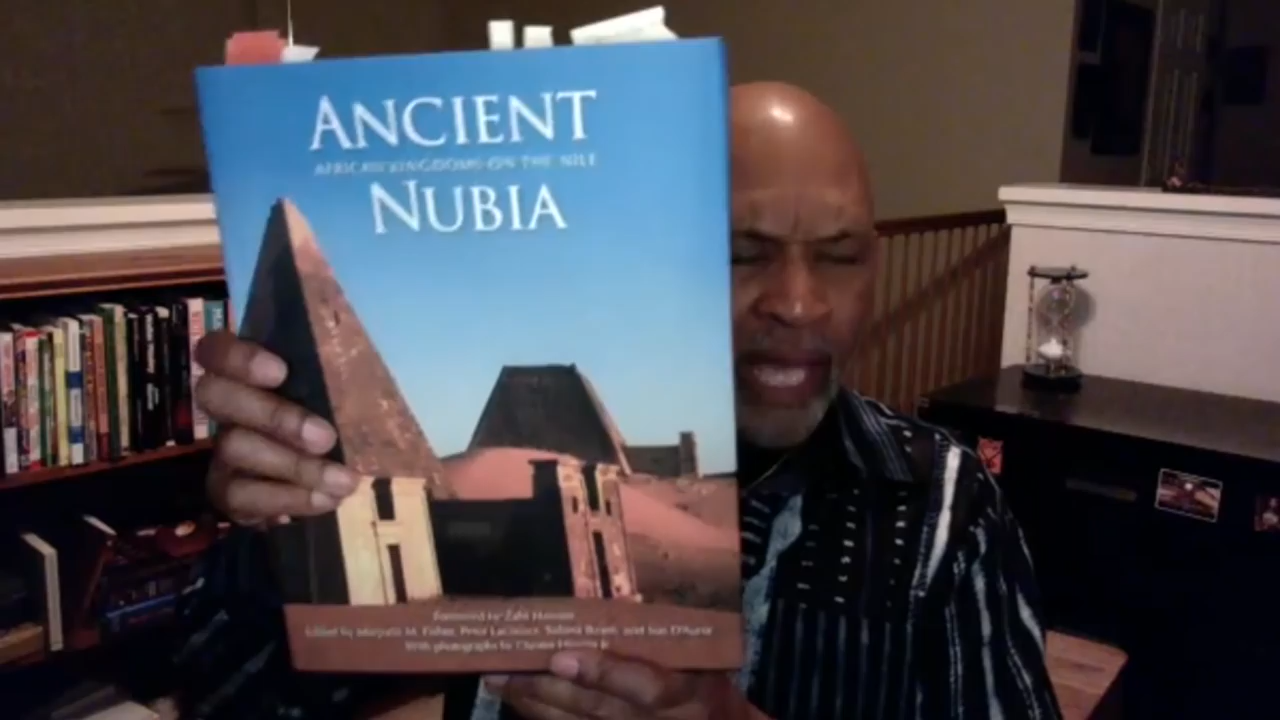 ANCIENT
AFRICAN KINGDOMS ON THE NILE
NUBIA
Foreword by Zahi Hawass
Edited by Marjorie M. Fisher, Peter Lacovara, Salima Ikram, and Sue D'Auria
With photographs by Chester Higgins Jr.